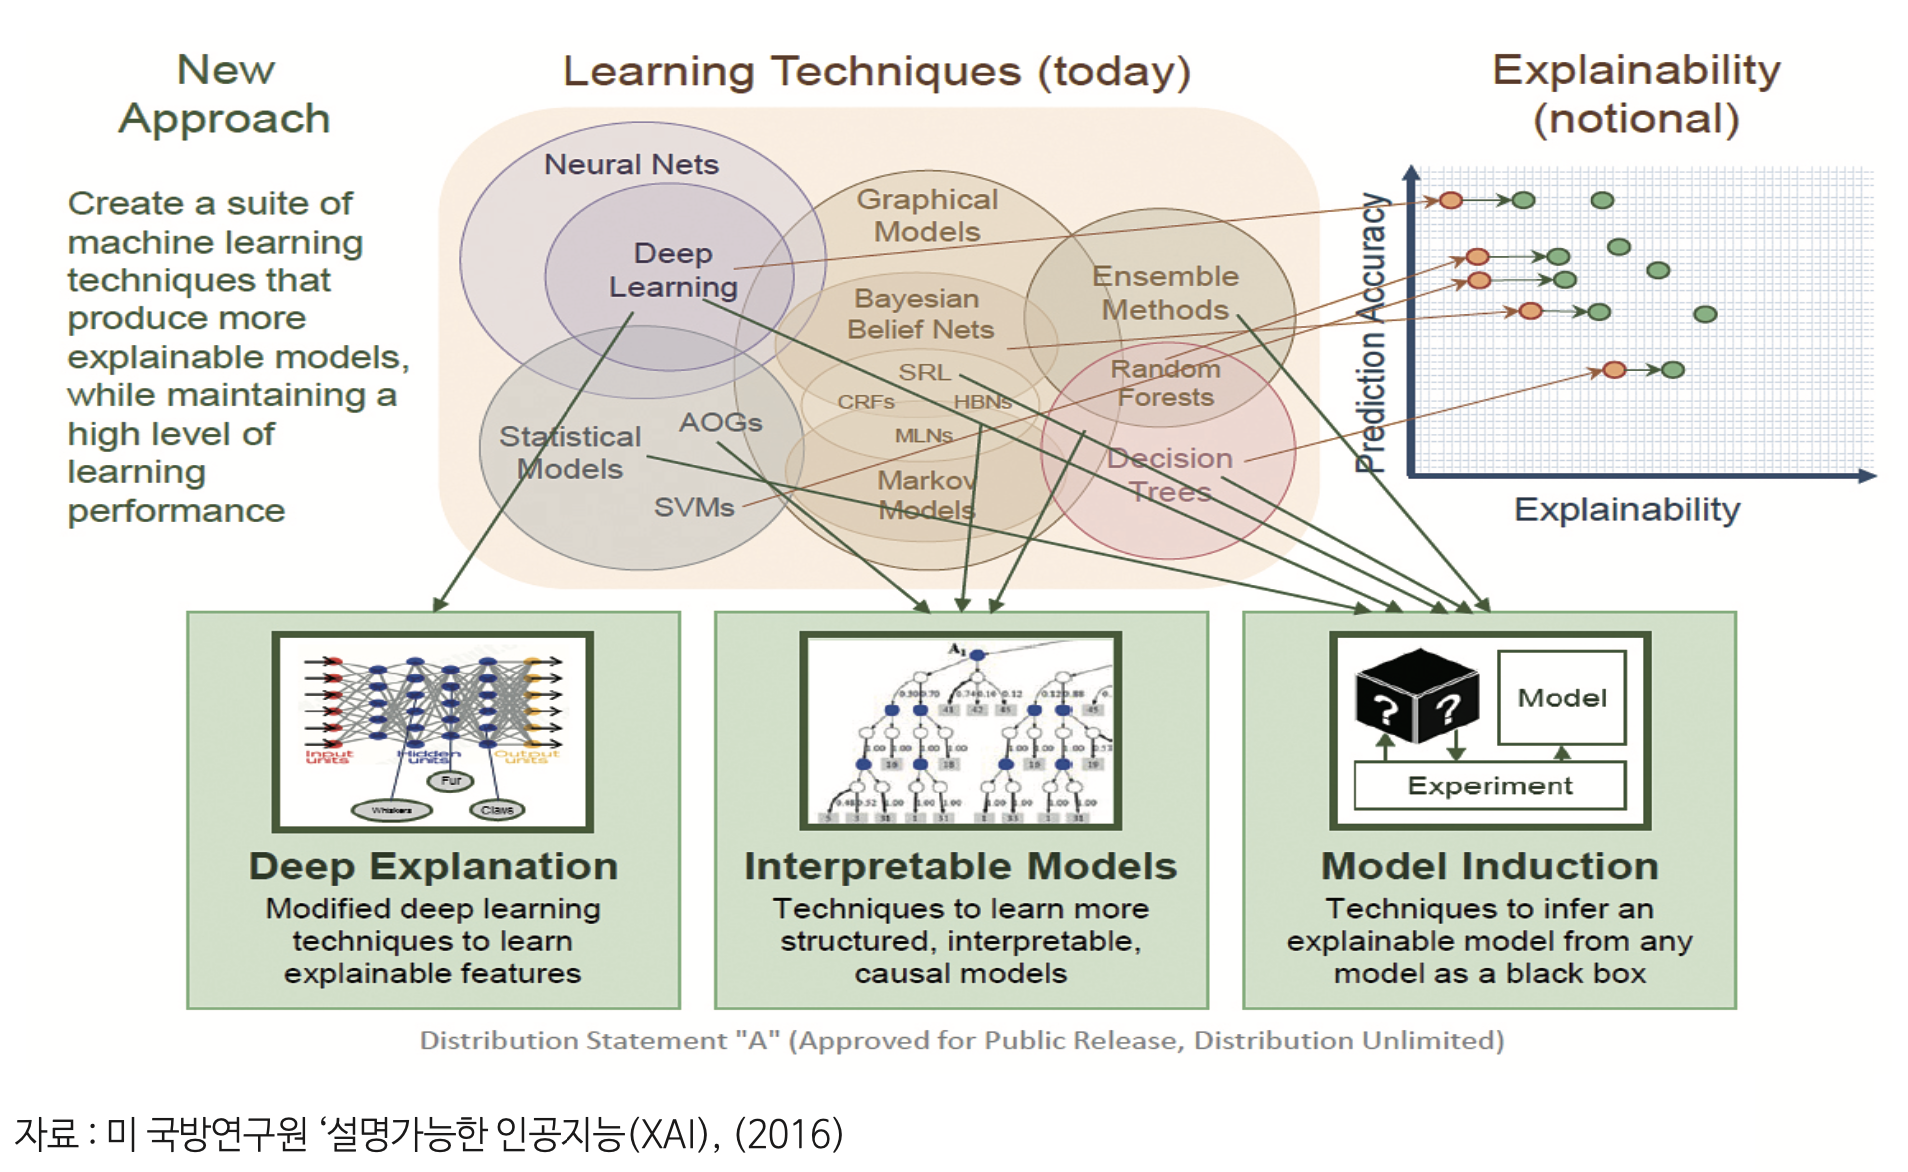 New
Approach
Create a suite of
machine learning
techniques that
produce more
explainable models,
while maintaining a
high level of
learning
performance
Learning Techniques (today)
Neural Nets
Deep
Learning
Graphical
Models
Bayesian
Belief Nets
SRL
CRFs
HBNs
MLNs
Markov
Models
Ensemble
Methods
Random
Forests
Decision
Trees
AOGs
Statistical
Models
SVMs
Explainability
(notional)
Prediction Accuracy
Explainability
Input
units
Hidden
units
Output
units
Fur
Whiskers
Claws
Deep Explanation
Modified deep learning
techniques to learn
explainable features
A1
Interpretable Models
Techniques to learn more
structured, interpretable,
causal models
? ?
Model
Experiment
Model Induction
Techniques to infer an
explainable model from any
model as a black box
Distribution Statement "A" (Approved for Public Release, Distribution Unlimited)
자료 : 미 국방연구원 ‘설명가능한 인공지능(XAI), (2016)